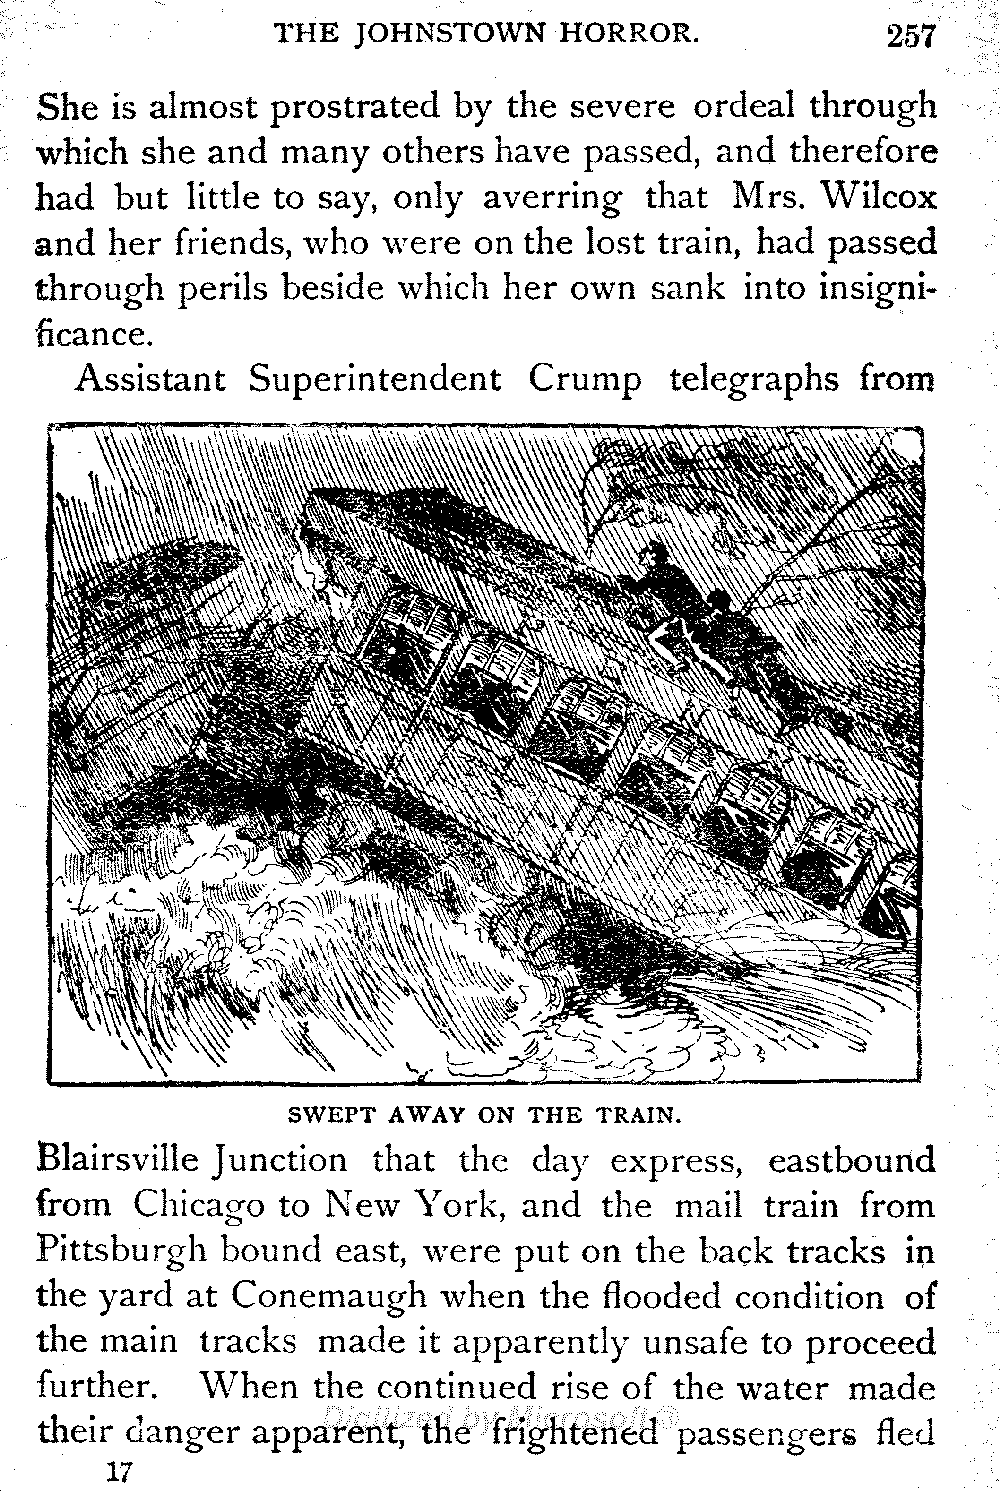 THE JOHNSTOWN HORROR. 257
She is almost prostrated by the severe ordeal through
which she and many others have passed, and therefore
had but little to say, only averring that Mrs. Wilcox
and her friends, who were on the lost train, had passed
through perils beside which her own sank into insigni-
ficance.
Assistant Superintendent Crump telegraphs from
SWEPT AWAY ON THE TRAIN.
Blairsville Junction that the day express, eastbound
from Chicago to New York, and the mail train from
Pittsburgh bound east, were put on the back tracks in
the yard at Conemaugh when the flooded condition of
the main tracks made it apparently unsafe to proceed
further. When the continued rise of the water made
their danger apparent, the frightened passengers fled
Digitized by Microsoft®
17